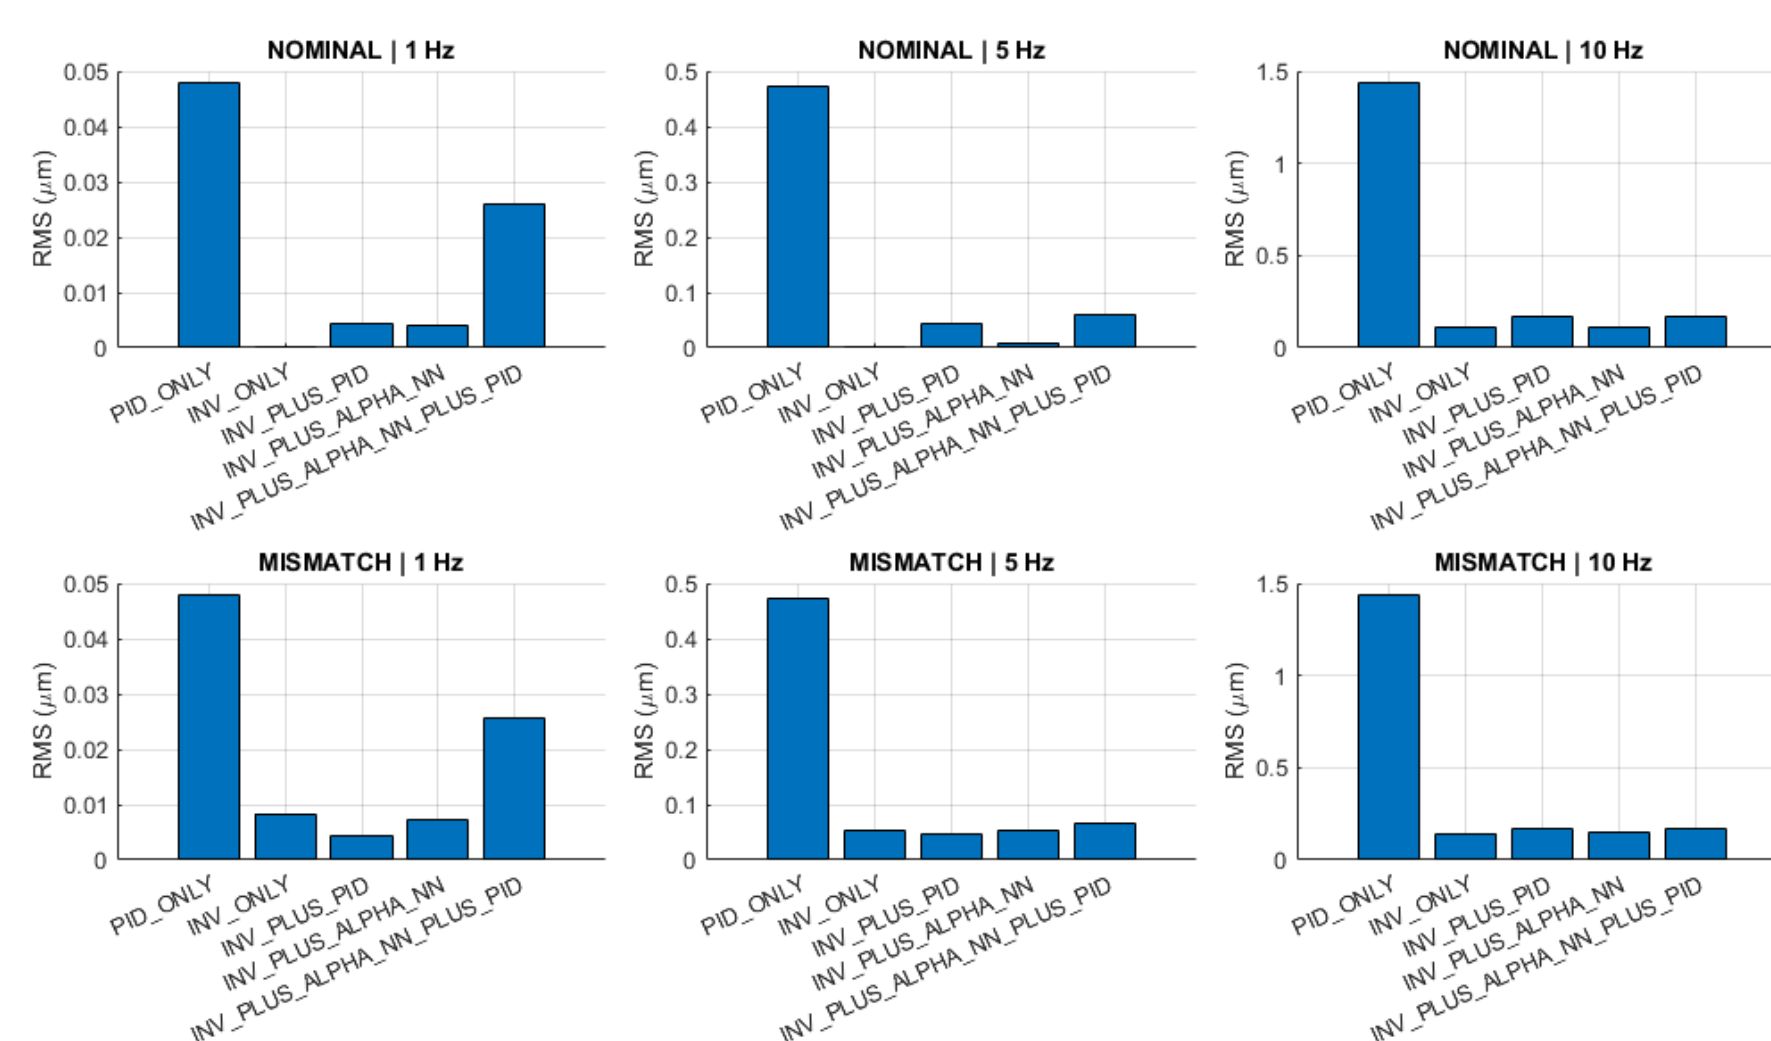 NOMINAL | 1 Hz
0.05
0.04
0.03
0.02
0.01
0
RMS (μm)
PID_ONLY
INV_ONLY
INV_PLUS_PID
INV_PLUS_ALPHA_NN
INV_PLUS_ALPHA_NN_PLUS_PID
NOMINAL | 5 Hz
0.5
0.4
0.3
0.2
0.1
0
RMS (μm)
PID_ONLY
INV_ONLY
INV_PLUS_PID
INV_PLUS_ALPHA_NN
INV_PLUS_ALPHA_NN_PLUS_PID
NOMINAL | 10 Hz
1.5
1
0.5
0
RMS (μm)
PID_ONLY
INV_ONLY
INV_PLUS_PID
INV_PLUS_ALPHA_NN
INV_PLUS_ALPHA_NN_PLUS_PID
MISMATCH | 1 Hz
0.05
0.04
0.03
0.02
0.01
0
RMS (μm)
PID_ONLY
INV_ONLY
INV_PLUS_PID
INV_PLUS_ALPHA_NN
INV_PLUS_ALPHA_NN_PLUS_PID
MISMATCH | 5 Hz
0.5
0.4
0.3
0.2
0.1
0
RMS (μm)
PID_ONLY
INV_ONLY
INV_PLUS_PID
INV_PLUS_ALPHA_NN
INV_PLUS_ALPHA_NN_PLUS_PID
MISMATCH | 10 Hz
1.5
1
0.5
0
RMS (μm)
PID_ONLY
INV_ONLY
INV_PLUS_PID
INV_PLUS_ALPHA_NN
INV_PLUS_ALPHA_NN_PLUS_PID